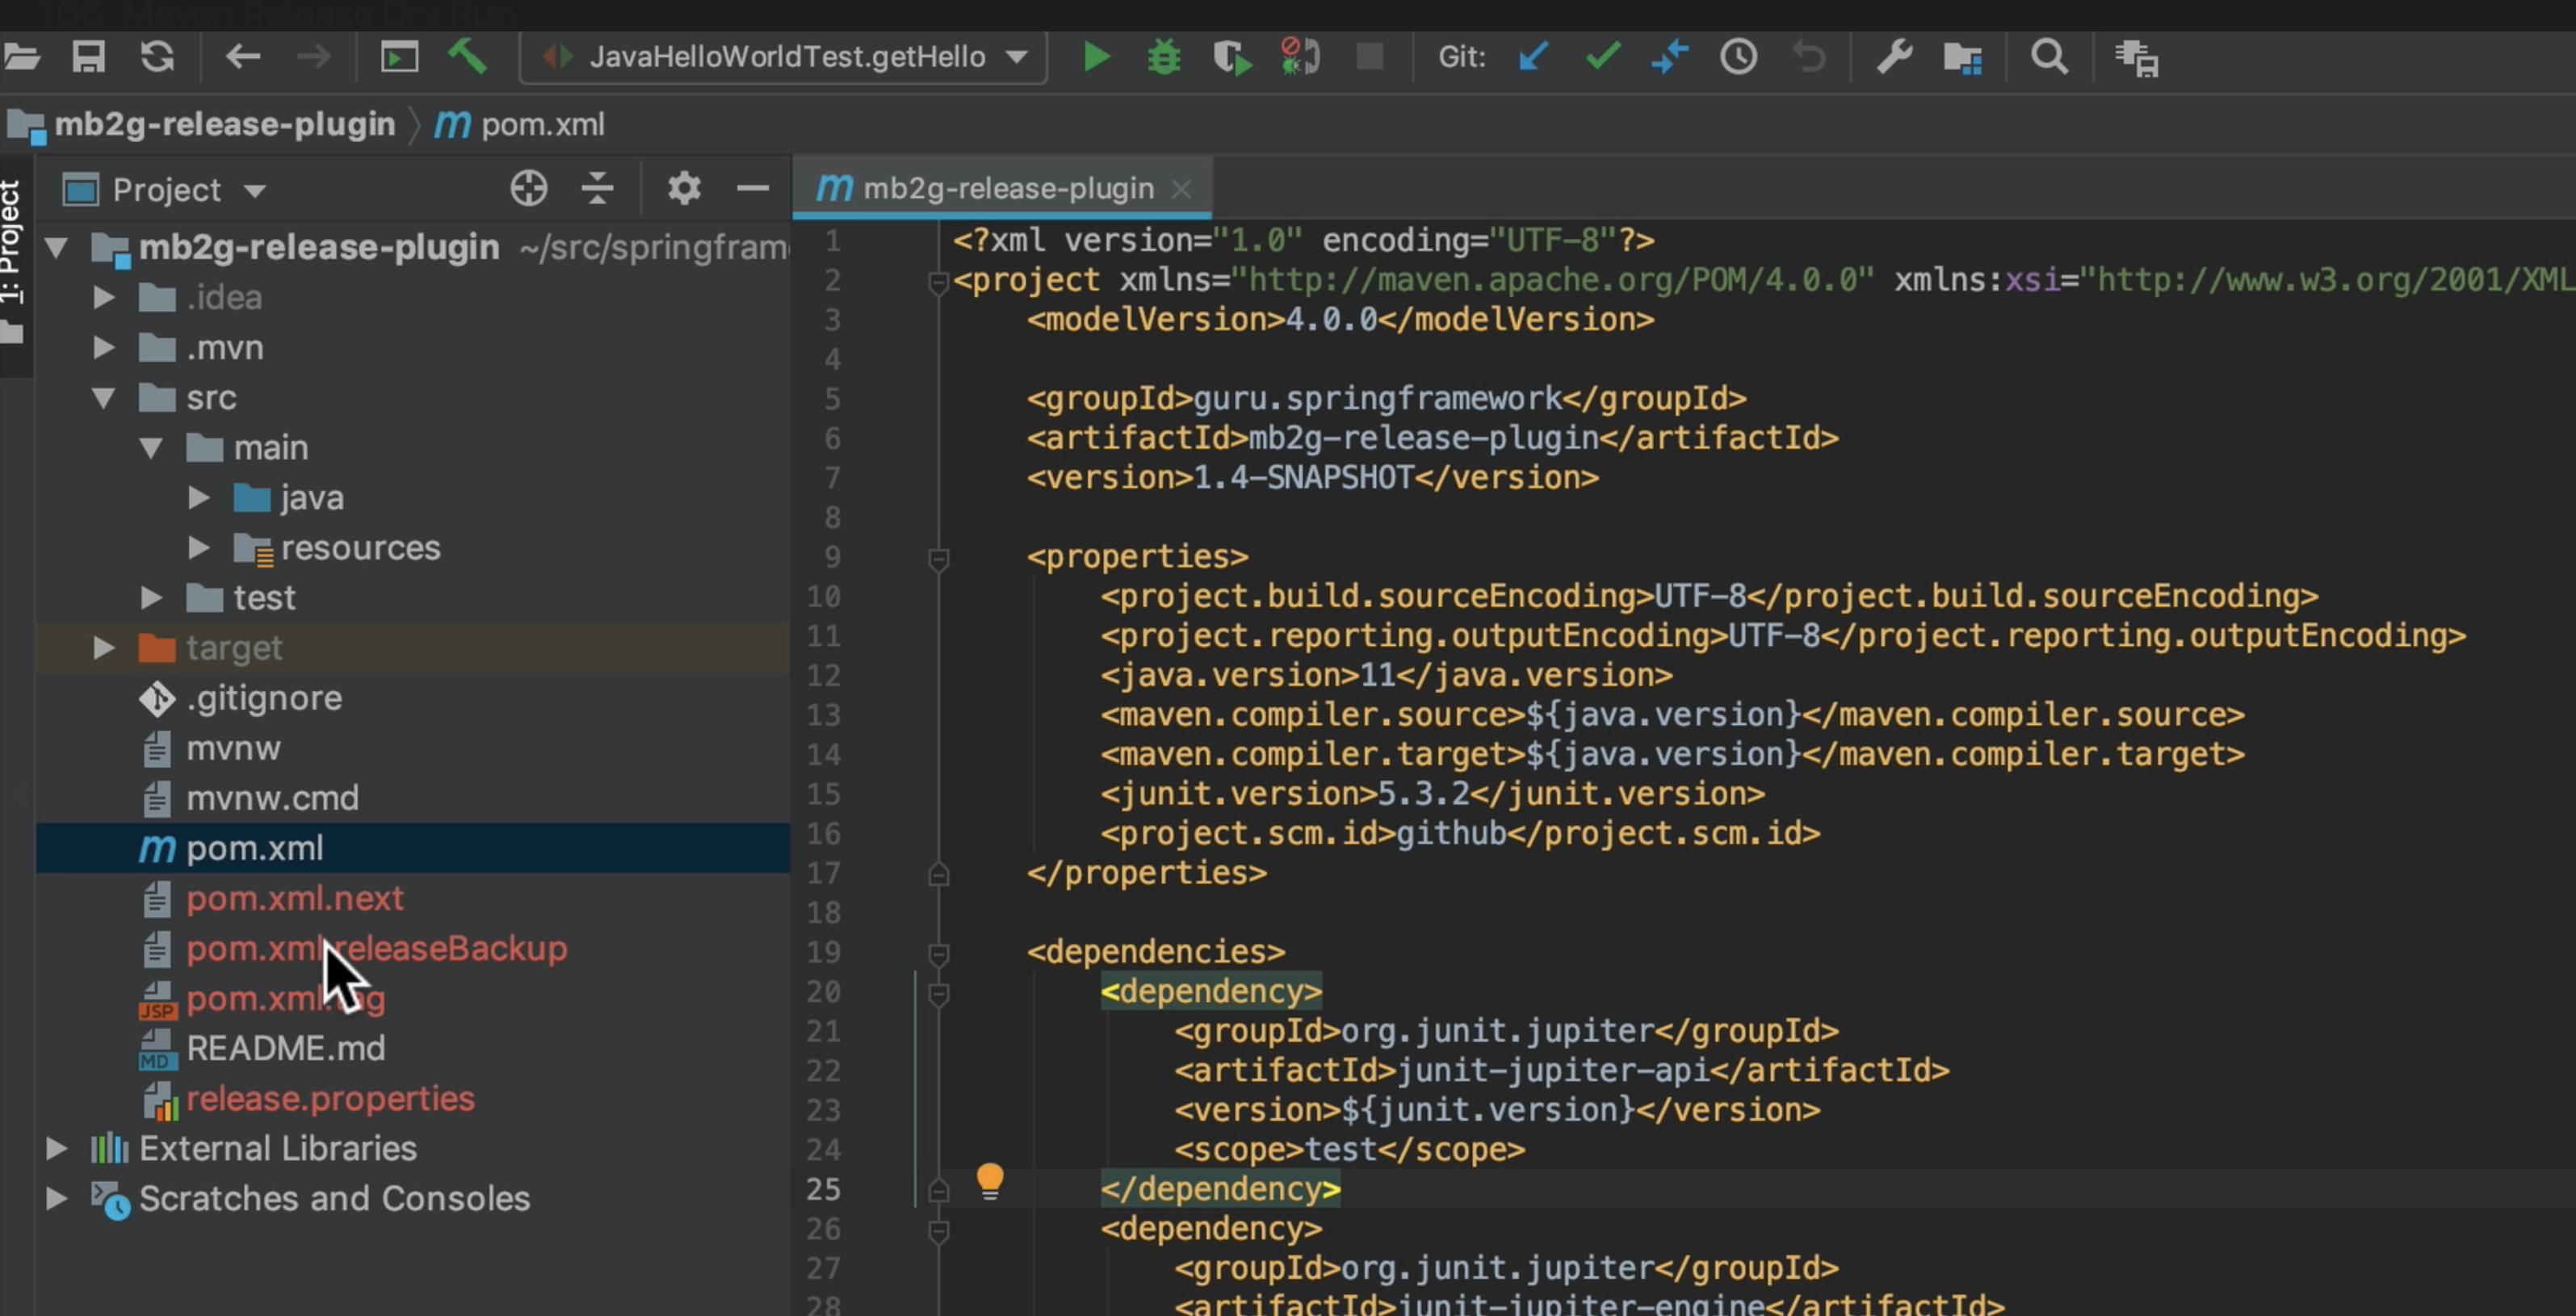 166. Maven Release Dry Run
JavaHelloWorldTest.getHello
Git:
mb2g-release-plugin
pom.xml
1: Project
Project
mb2g-release-plugin ~/src/springfram
.idea
.mvn
src
main
java
resources
test
target
.gitignore
mvnw
mvnw.cmd
pom.xml
pom.xml.next
pom.xml.releaseBackup
JSP
README.md
MD
release.properties
External Libraries
Scratches and Consoles
mb2g-release-plugin
1 <?xml version="1.0" encoding="UTF-8"?>
2 <project xmlns="http://maven.apache.org/POM/4.0.0" xmlns:xsi="http://www.w3.org/2001/XML
3 <modelVersion>4.0.0</modelVersion>
4
5 <groupId>guru.springframework</groupId>
6 <artifactId>mb2g-release-plugin</artifactId>
7 <version>1.4-SNAPSHOT</version>
8
9 <properties>
10 <project.build.sourceEncoding>UTF-8</project.build.sourceEncoding>
11 <project.reporting.outputEncoding>UTF-8</project.reporting.outputEncoding>
12 <java.version>11</java.version>
13 <maven.compiler.source>${java.version}</maven.compiler.source>
14 <maven.compiler.target>${java.version}</maven.compiler.target>
15 <junit.version>5.3.2</junit.version>
16 <project.scm.id>github</project.scm.id>
17 </properties>
18
19 <dependencies>
20 <dependency>
21 <groupId>org.junit.jupiter</groupId>
22 <artifactId>junit-jupiter-api</artifactId>
23 <version>${junit.version}</version>
24 <scope>test</scope>
25 </dependency>
26 <dependency>
27 <groupId>org.junit.jupiter</groupId>
28 <artifactId>junit-jupiter-engine</artifactId>